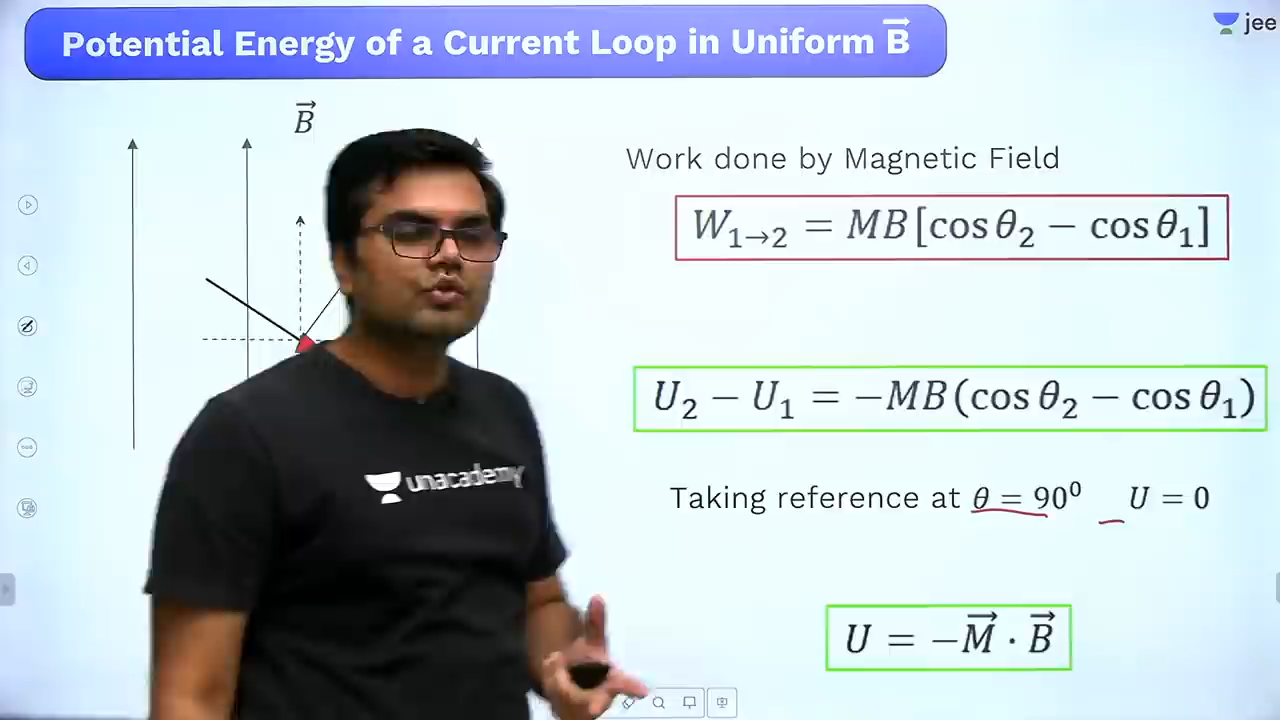 Potential Energy of a Current Loop in Uniform B⃗
jee
B⃗
Work done by Magnetic Field
W₁→₂ = MB[cos θ₂ − cos θ₁]
U₂ − U₁ = −MB(cos θ₂ − cos θ₁)
Taking reference at θ = 90⁰ U = 0
U = −M⃗ · B⃗
unacademy